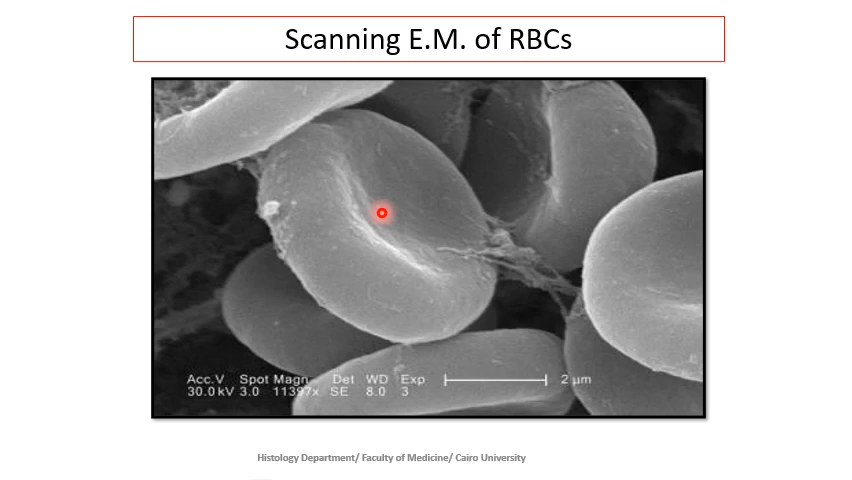 Scanning E.M. of RBCs
Acc.V Spot Magn Det WD Exp 2 µm
30.0 kV 3.0 11397x SE 8.0 3
Histology Department/ Faculty of Medicine/ Cairo University